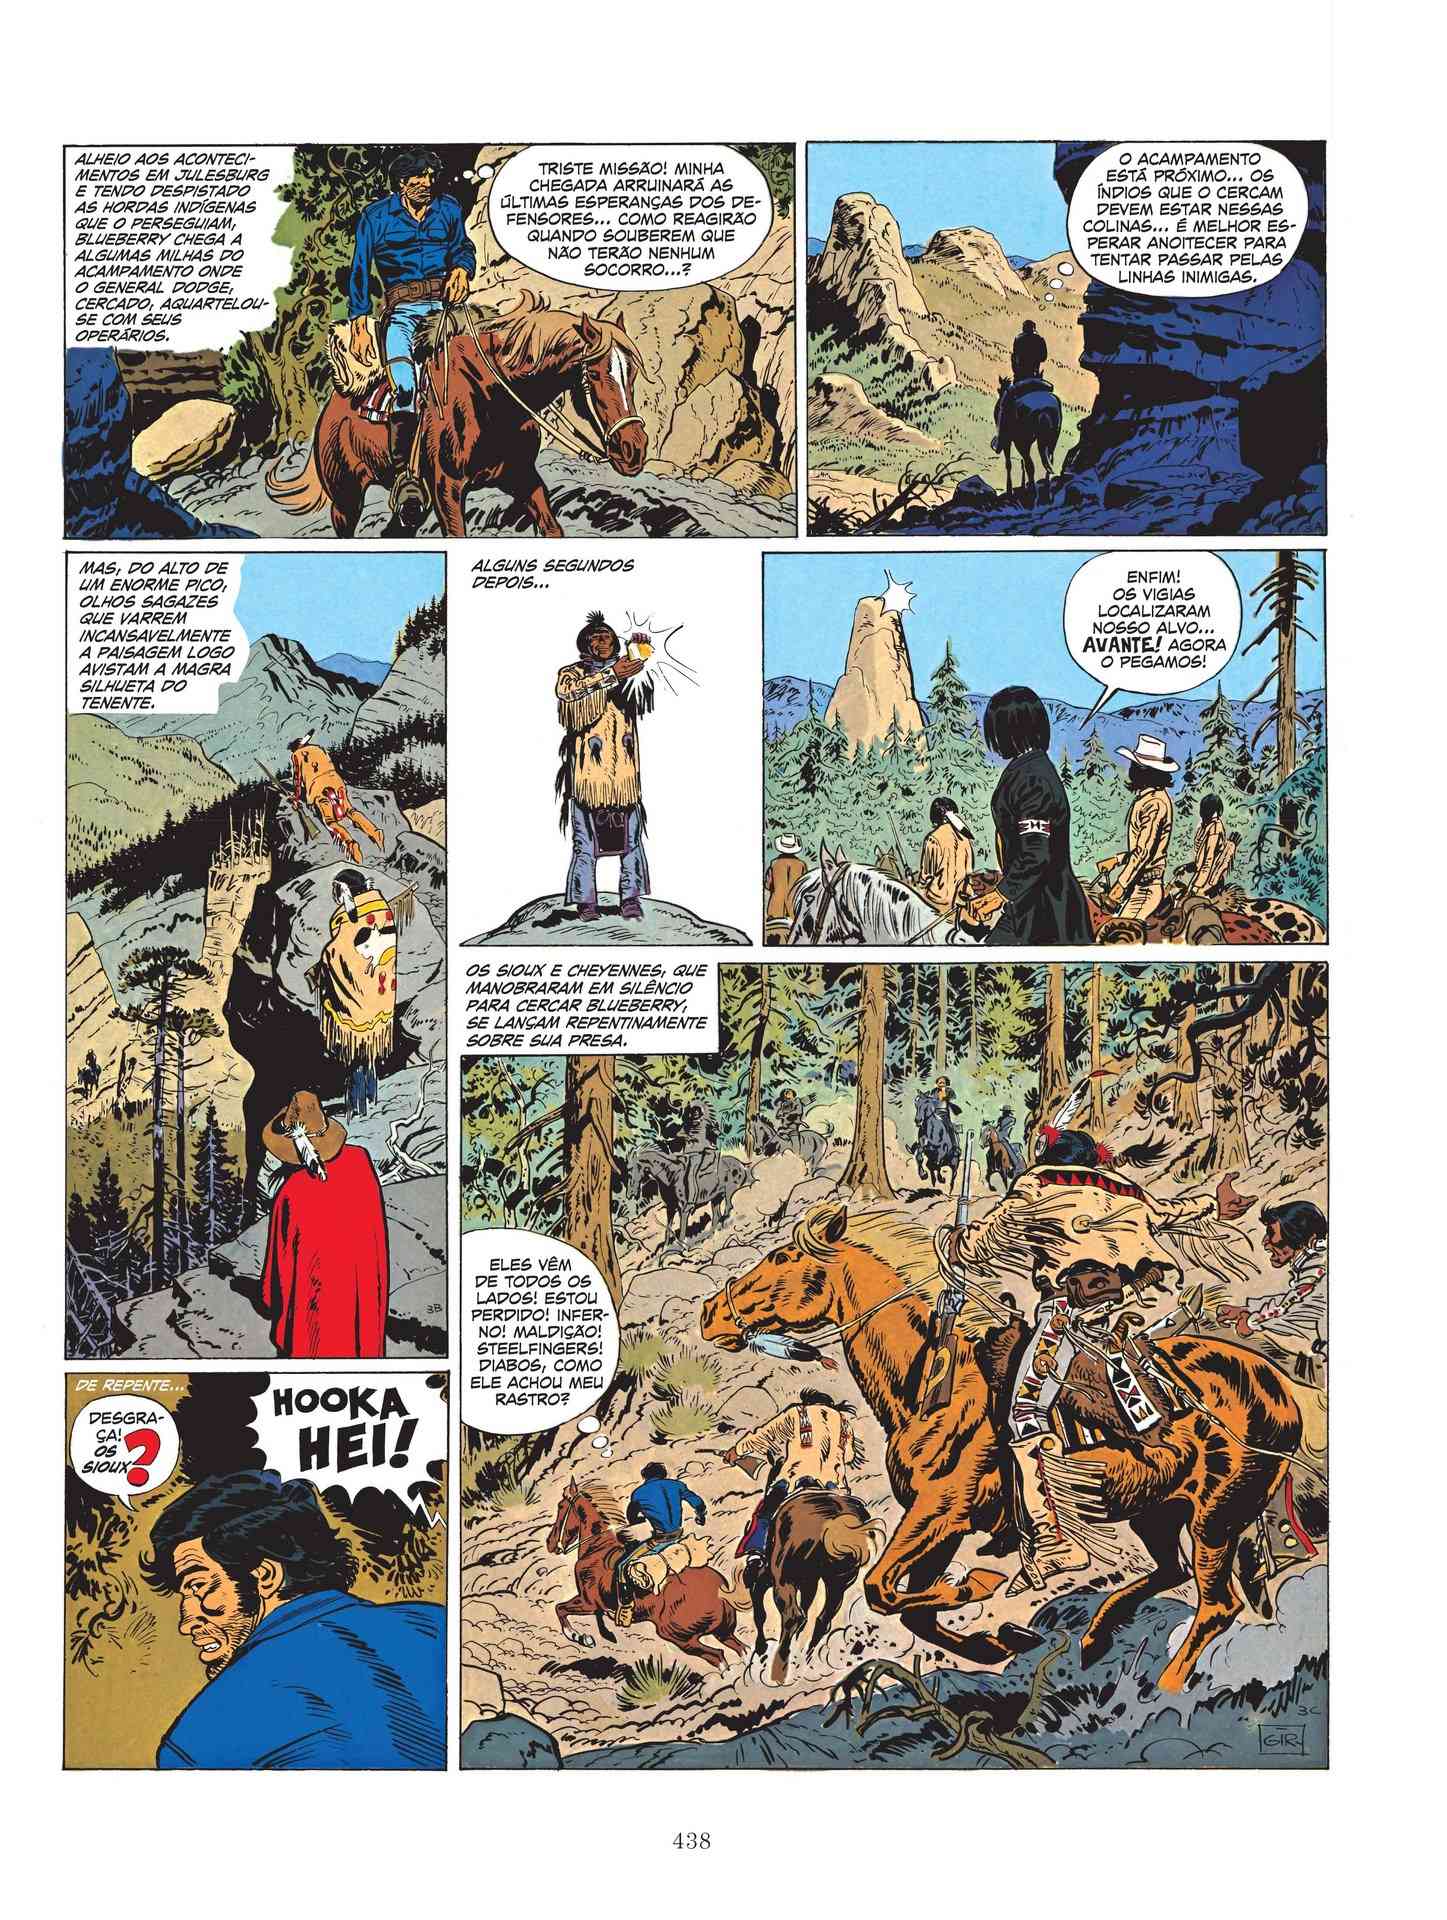 ALHEIO AOS ACONTECI-
MENTOS EM JULESBURG
E TENDO DESPISTADO
AS HORDAS INDÍGENAS
QUE O PERSEGUIAM,
BLUEBERRY CHEGA A
ALGUMAS MILHAS DO
ACAMPAMENTO ONDE
O GENERAL DODGE,
CERCADO, AQUARTELOU-
SE COM SEUS
OPERÁRIOS.
TRISTE MISSÃO! MINHA
CHEGADA ARRUINARÁ AS
ÚLTIMAS ESPERANÇAS DOS DE-
FENSORES... COMO REAGIRÃO
QUANDO SOUBEREM QUE
NÃO TERÃO NENHUM
SOCORRO...?
O ACAMPAMENTO
ESTÁ PRÓXIMO... OS
ÍNDIOS QUE O CERCAM
DEVEM ESTAR NESSAS
COLINAS... É MELHOR ES-
PERAR ANOITECER PARA
TENTAR PASSAR PELAS
LINHAS INIMIGAS.
MAS, DO ALTO DE
UM ENORME PICO,
OLHOS SAGAZES
QUE VARREM
INCANSAVELMENTE
A PAISAGEM LOGO
AVISTAM A MAGRA
SILHUETA DO
TENENTE.
3B
ALGUNS SEGUNDOS
DEPOIS...
ENFIM!
OS VIGIAS
LOCALIZARAM
NOSSO ALVO...
AVANTE! AGORA
O PEGAMOS!
DE REPENTE...
DESGRA-
ÇA!
OS
SIOUX?
HOOKA
HEI!
OS SIOUX E CHEYENNES, QUE
MANOBRARAM EM SILÊNCIO
PARA CERCAR BLUEBERRY,
SE LANÇAM REPENTINAMENTE
SOBRE SUA PRESA.
ELES VÊM
DE TODOS OS
LADOS! ESTOU
PERDIDO! INFER-
NO! MALDIÇÃO!
STEELFINGERS!
DIABOS, COMO
ELE ACHOU MEU
RASTRO?
3C
GIR
438